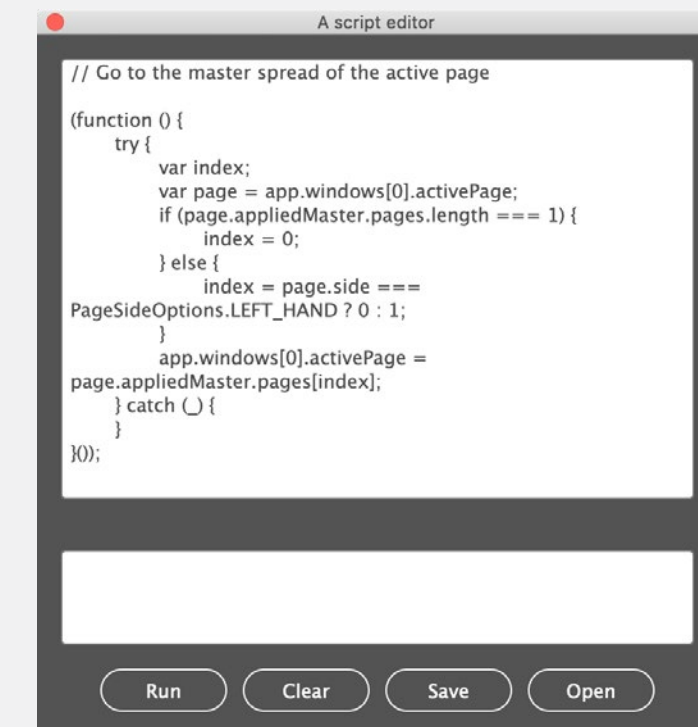 A script editor
// Go to the master spread of the active page
(function () {
try {
var index;
var page = app.windows[0].activePage;
if (page.appliedMaster.pages.length === 1) {
index = 0;
} else {
index = page.side ===
PageSideOptions.LEFT_HAND ? 0 : 1;
}
app.windows[0].activePage =
page.appliedMaster.pages[index];
} catch (_) {
}
}());
Run Clear Save Open